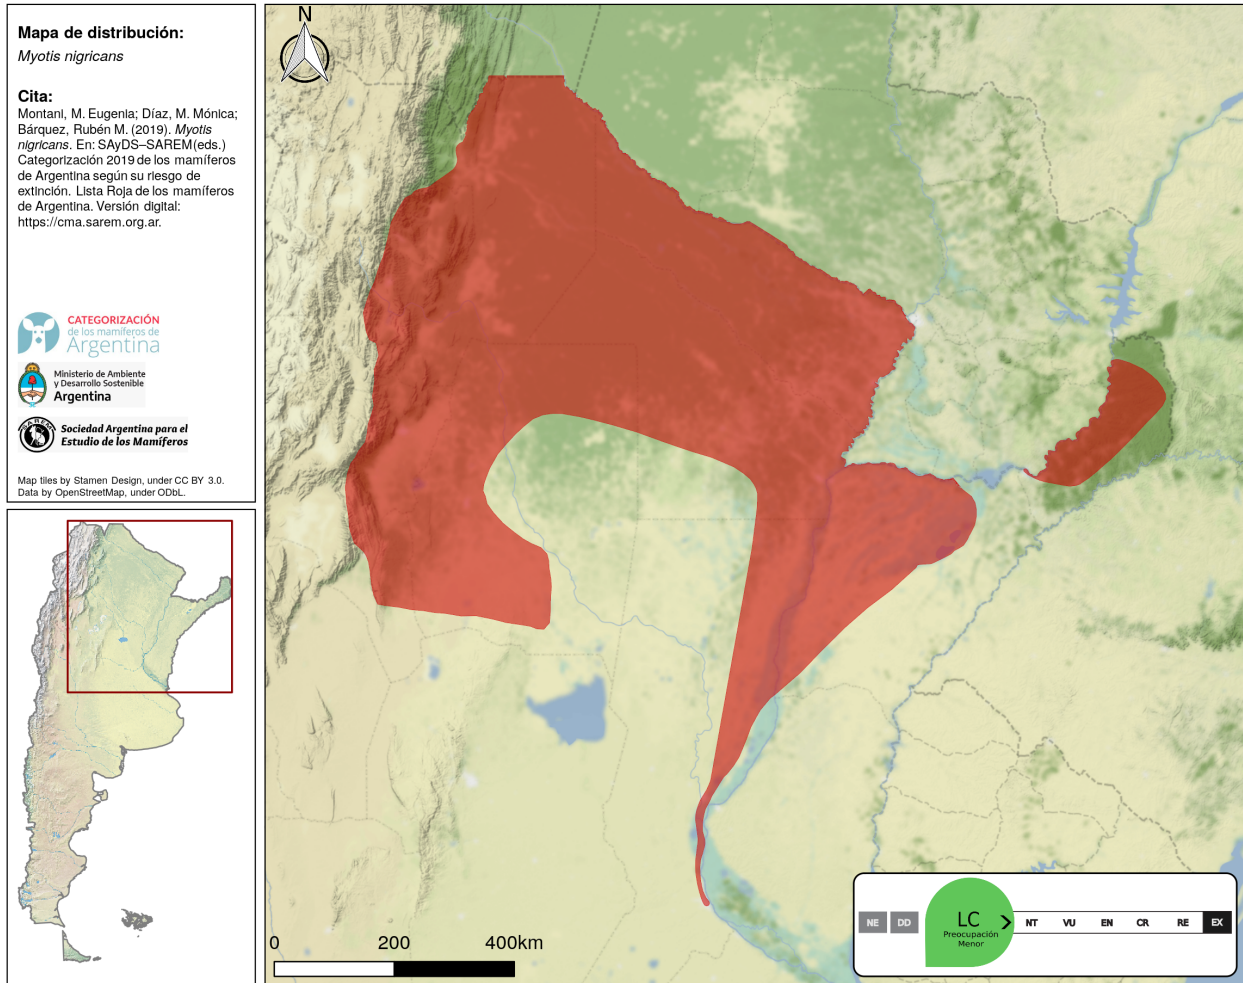 Mapa de distribución:
Myotis nigricans
Cita:
Montani, M. Eugenia; Díaz, M. Mónica;
Bárquez, Rubén M. (2019). Myotis
nigricans. En: SAyDS–SAREM(eds.)
Categorización 2019 de los mamíferos
de Argentina según su riesgo de
extinción. Lista Roja de los mamíferos
de Argentina. Versión digital:
https://cma.sarem.org.ar.
CATEGORIZACIÓN
de los mamíferos de
Argentina
Ministerio de Ambiente
y Desarrollo Sostenible
Argentina
SAREM
Sociedad Argentina para el
Estudio de los Mamíferos
Map tiles by Stamen Design, under CC BY 3.0.
Data by OpenStreetMap, under ODbL.
N
0 200 400km
NE DD LC NT VU EN CR RE EX
Preocupación
Menor